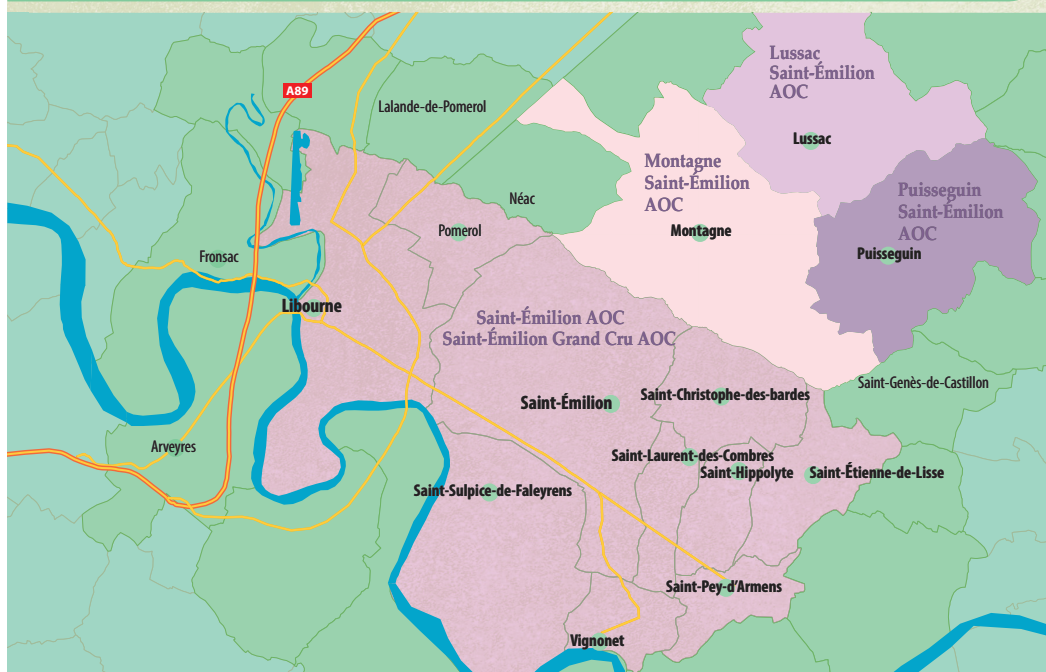 Lussac
Saint-Émilion
AOC
A89
Lalande-de-Pomerol
Lussac
Montagne
Saint-Émilion
AOC
Puisseguin
Saint-Émilion
AOC
Néac
Pomerol
Montagne
Fronsac
Puisseguin
Libourne
Saint-Émilion AOC
Saint-Émilion Grand Cru AOC
Saint-Genès-de-Castillon
Saint-Émilion
Saint-Christophe-des-bardes
Arveyres
Saint-Laurent-des-Combres
Saint-Hippolyte
Saint-Étienne-de-Lisse
Saint-Sulpice-de-Faleyrens
Saint-Pey-d'Armens
Vignonet